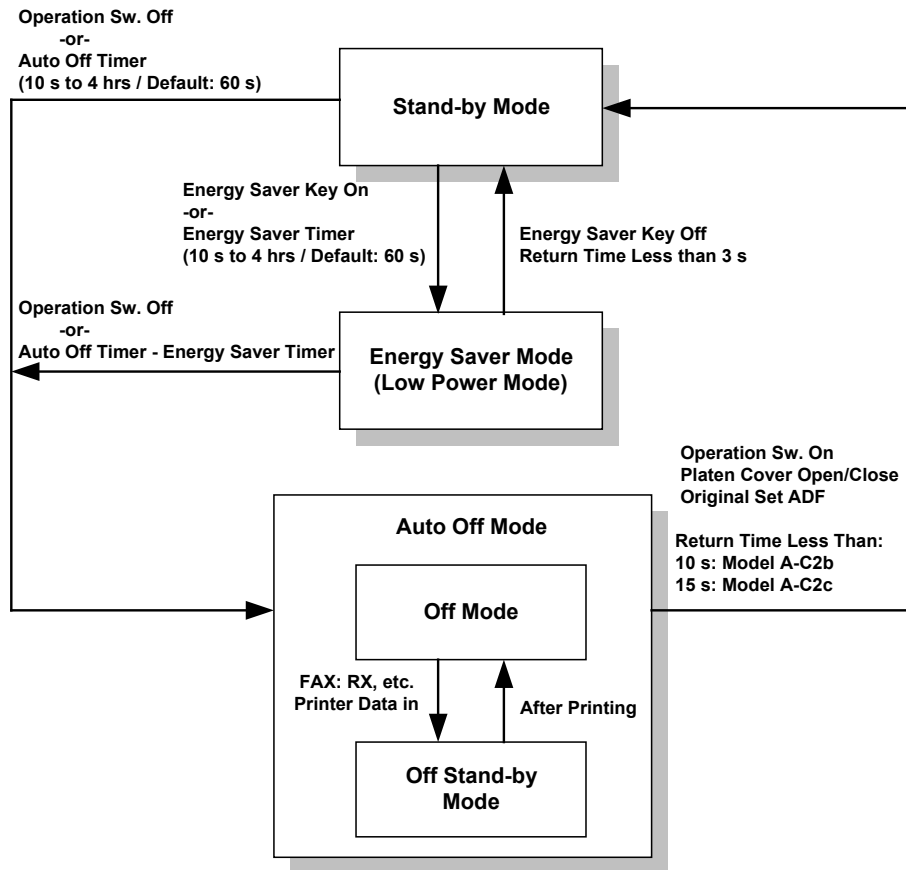 Operation Sw. Off
-or-
Auto Off Timer
(10 s to 4 hrs / Default: 60 s)
Stand-by Mode
Energy Saver Key On
-or-
Energy Saver Timer
(10 s to 4 hrs / Default: 60 s)
Energy Saver Key Off
Return Time Less than 3 s
Operation Sw. Off
-or-
Auto Off Timer - Energy Saver Timer
Energy Saver Mode
(Low Power Mode)
Operation Sw. On
Platen Cover Open/Close
Original Set ADF
Return Time Less Than:
10 s: Model A-C2b
15 s: Model A-C2c
Auto Off Mode
Off Mode
FAX: RX, etc.
Printer Data in
After Printing
Off Stand-by
Mode